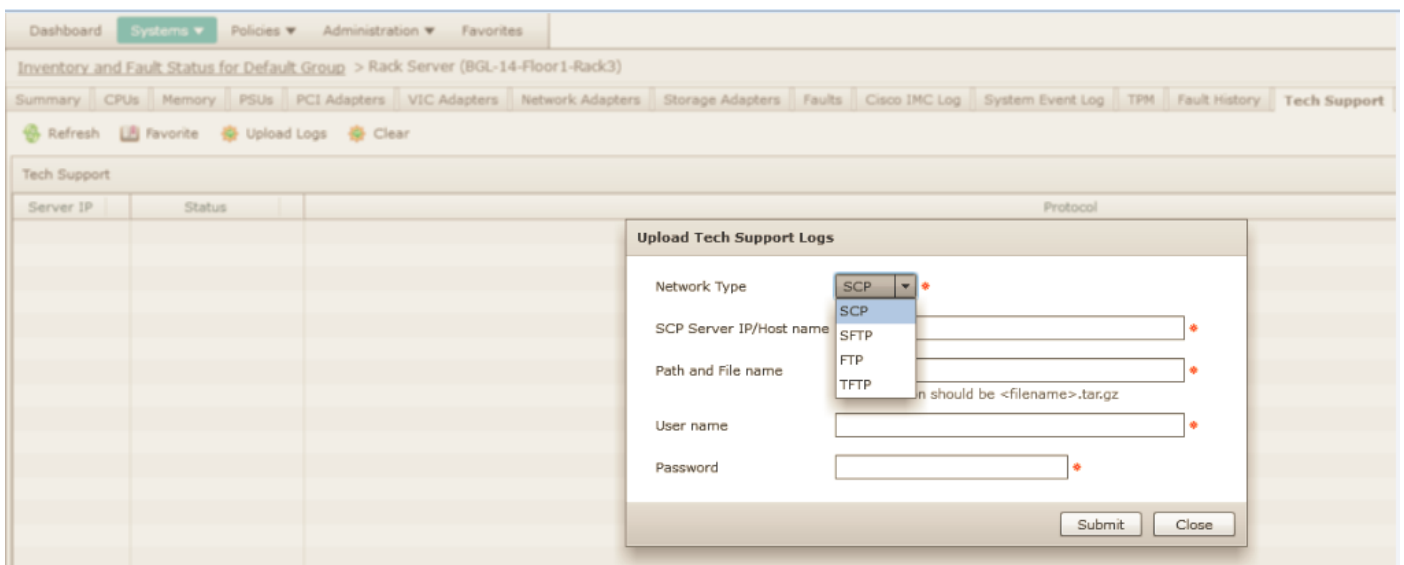 Dashboard Systems Policies Administration Favorites
Inventory and Fault Status for Default Group > Rack Server (BGL-14-Floor1-Rack3)
Summary CPUs Memory PSUs PCI Adapters VIC Adapters Network Adapters Storage Adapters Faults Cisco IMC Log System Event Log TPM Fault History Tech Support
Refresh Favorite Upload Logs Clear
Tech Support
Server IP Status Protocol
Upload Tech Support Logs
Network Type SCP *
SCP
SCP Server IP/Host name *
SFTP
FTP
Path and File name *
TFTP
n should be <filename>.tar.gz
User name *
Password *
Submit Close